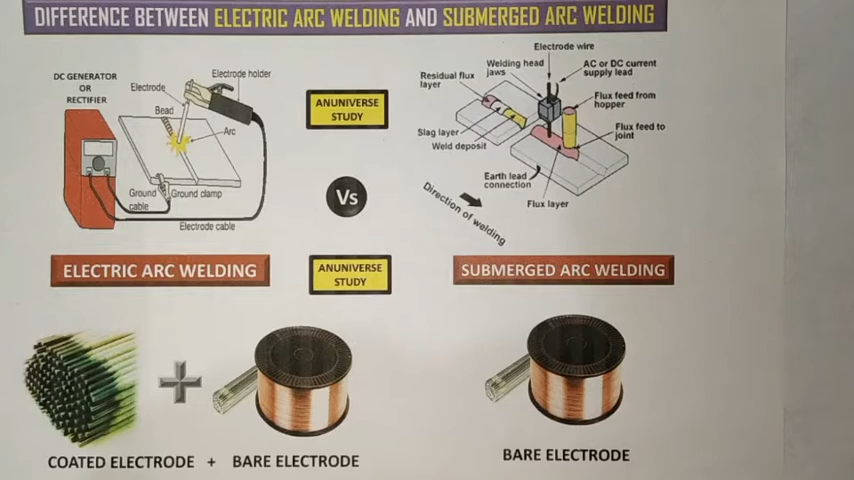 DIFFERENCE BETWEEN ELECTRIC ARC WELDING AND SUBMERGED ARC WELDING
DC GENERATOR
OR
RECTIFIER
Electrode
Electrode holder
Bead
Arc
Ground
cable
Ground clamp
Electrode cable
ANUNIVERSE
STUDY
Vs
Electrode wire
Welding head
jaws
AC or DC current
supply lead
Residual flux
layer
Flux feed from
hopper
Slag layer
Flux feed to
joint
Weld deposit
Earth lead
connection
Flux layer
Direction of welding
ELECTRIC ARC WELDING
ANUNIVERSE
STUDY
SUBMERGED ARC WELDING
COATED ELECTRODE + BARE ELECTRODE
BARE ELECTRODE